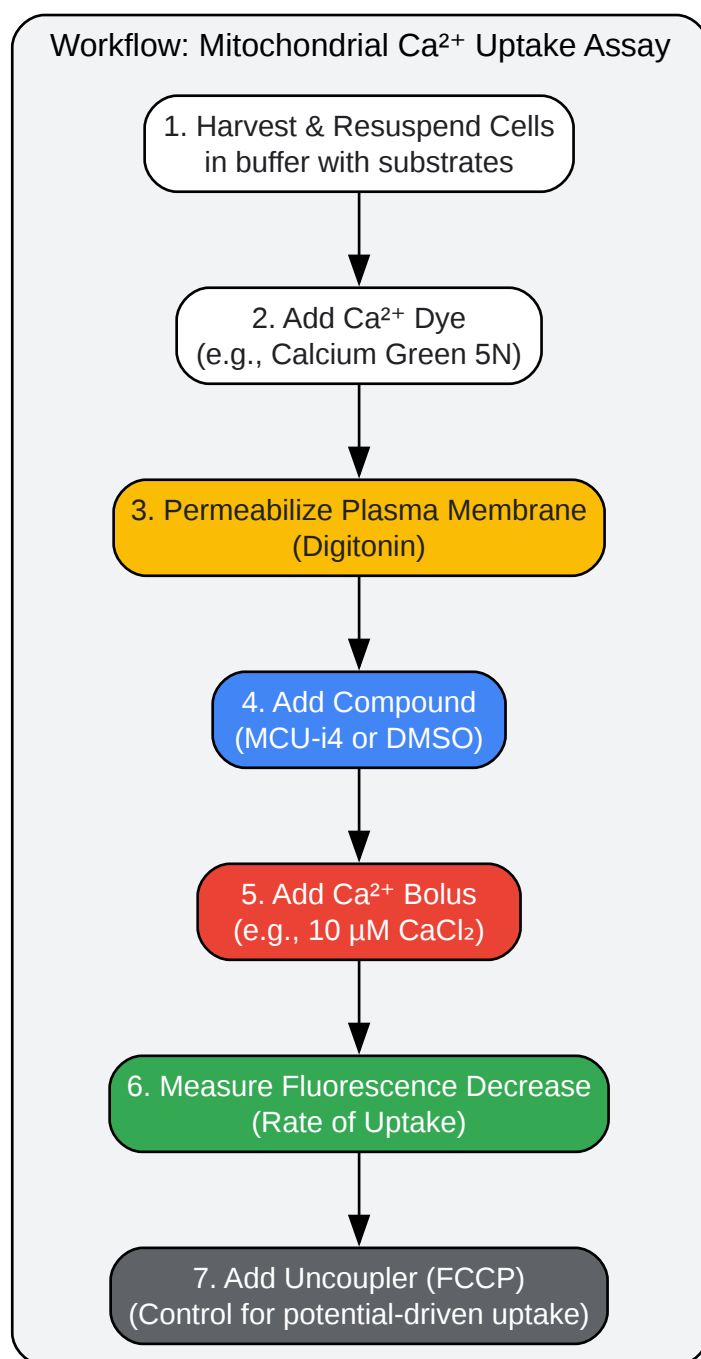 Workflow: Mitochondrial Ca²⁺ Uptake Assay
1. Harvest & Resuspend Cells
in buffer with substrates
2. Add Ca²⁺ Dye
(e.g., Calcium Green 5N)
3. Permeabilize Plasma Membrane
(Digitonin)
4. Add Compound
(MCU-i4 or DMSO)
5. Add Ca²⁺ Bolus
(e.g., 10 µM CaCl₂)
6. Measure Fluorescence Decrease
(Rate of Uptake)
7. Add Uncoupler (FCCP)
(Control for potential-driven uptake)